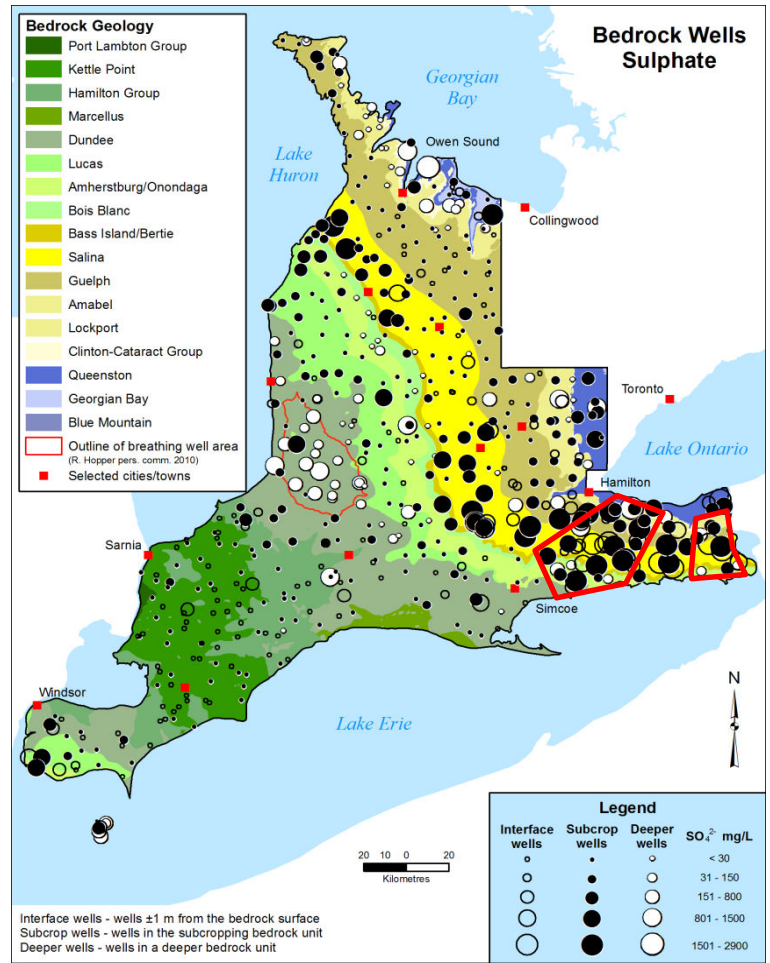 Bedrock Geology
Port Lambton Group
Kettle Point
Hamilton Group
Marcellus
Dundee
Lucas
Amherstburg/Onondaga
Bois Blanc
Bass Island/Bertie
Salina
Guelph
Amabel
Lockport
Clinton-Cataract Group
Queenston
Georgian Bay
Blue Mountain
Outline of breathing well area
(R. Hopper pers. comm. 2010)
Selected cities/towns
Bedrock Wells
Sulphate
Georgian
Bay
Owen Sound
Lake
Huron
Collingwood
Toronto
Lake Ontario
Hamilton
Sarnia
Simcoe
Windsor
Lake Erie
N
20 10 0 20
Kilometres
Legend
Interface
wells
Subcrop
wells
Deeper
wells
SO₄²⁻ mg/L
< 30
31 - 150
151 - 800
801 - 1500
1501 - 2900
Interface wells - wells ±1 m from the bedrock surface
Subcrop wells - wells in the subcropping bedrock unit
Deeper wells - wells in a deeper bedrock unit